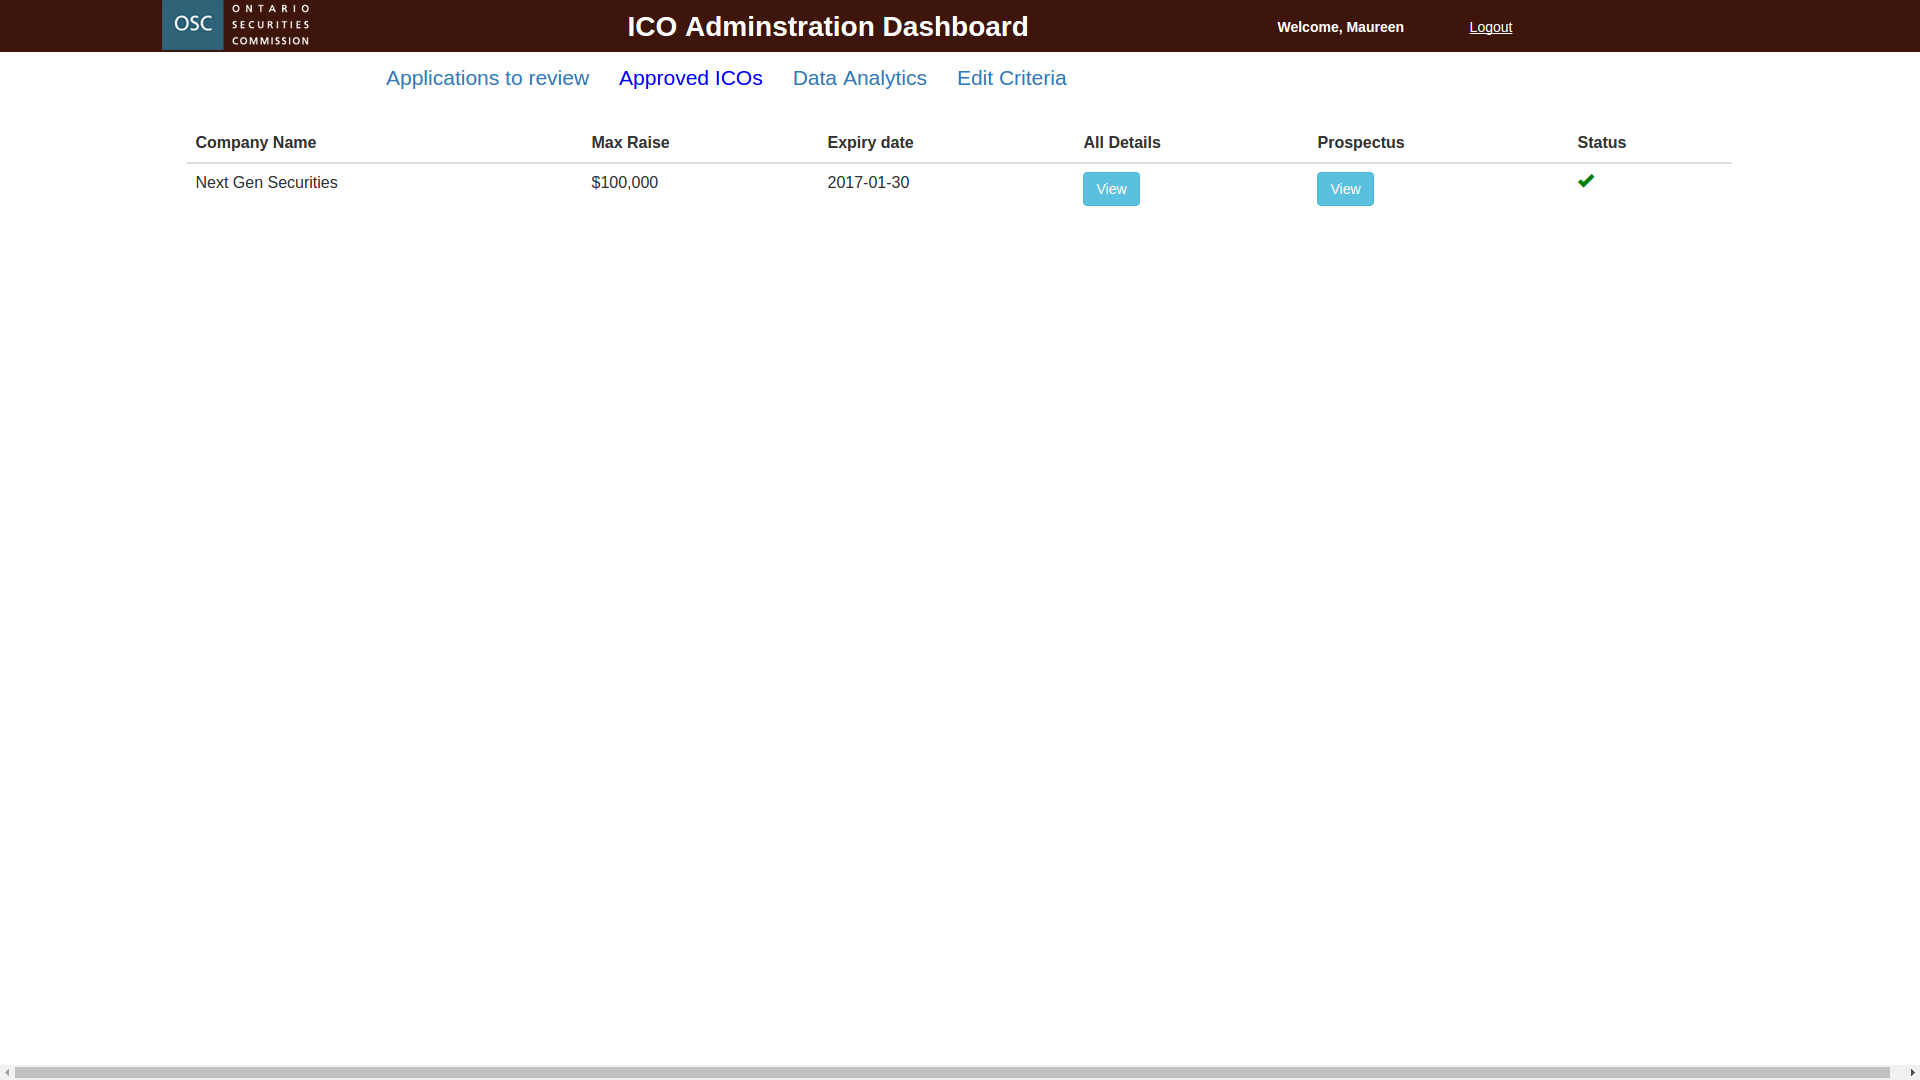 OSC
ONTARIO
SECURITIES
COMMISSION
ICO Adminstration Dashboard
Welcome, Maureen
Logout
Applications to review
Approved ICOs
Data Analytics
Edit Criteria
Company Name
Max Raise
Expiry date
All Details
Prospectus
Status
Next Gen Securities
$100,000
2017-01-30
View
View